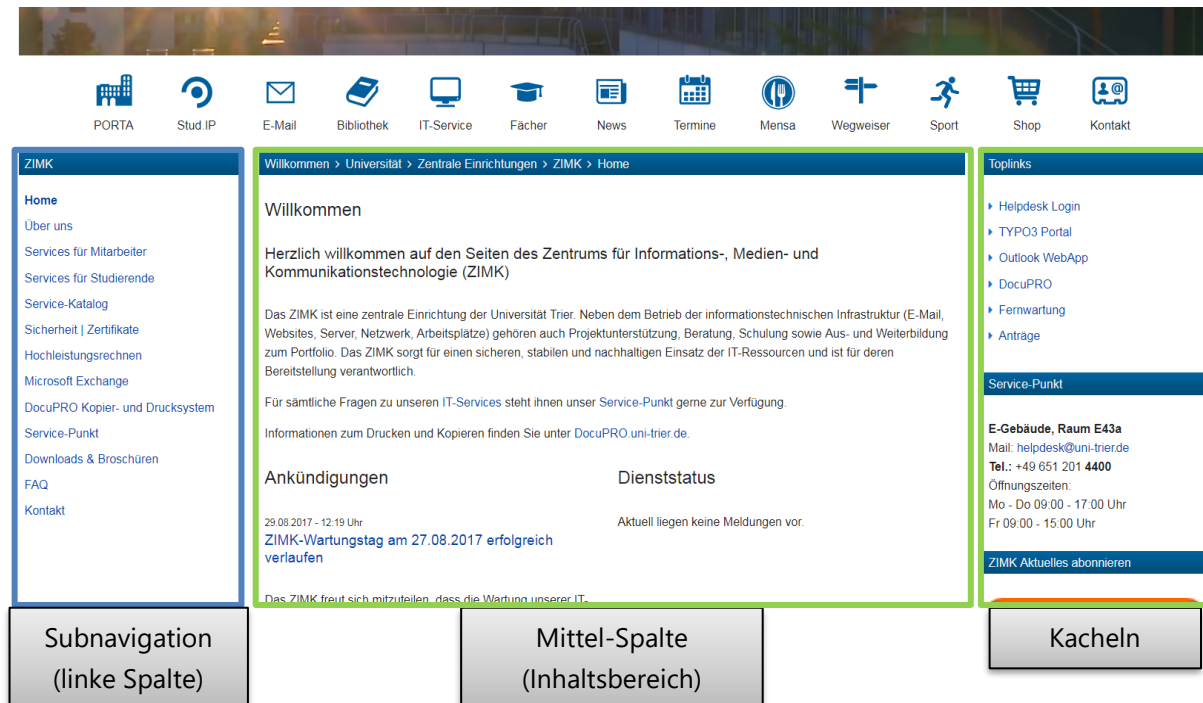 PORTA Stud.IP E-Mail Bibliothek IT-Service Fächer News Termine Mensa Wegweiser Sport Shop Kontakt
ZIMK
Home
Über uns
Services für Mitarbeiter
Services für Studierende
Service-Katalog
Sicherheit | Zertifikate
Hochleistungsrechnen
Microsoft Exchange
DocuPRO Kopier- und Drucksystem
Service-Punkt
Downloads & Broschüren
FAQ
Kontakt
Willkommen > Universität > Zentrale Einrichtungen > ZIMK > Home
Willkommen
Herzlich willkommen auf den Seiten des Zentrums für Informations-, Medien- und
Kommunikationstechnologie (ZIMK)
Das ZIMK ist eine zentrale Einrichtung der Universität Trier. Neben dem Betrieb der informationstechnischen Infrastruktur (E-Mail,
Websites, Server, Netzwerk, Arbeitsplätze) gehören auch Projektunterstützung, Beratung, Schulung sowie Aus- und Weiterbildung
zum Portfolio. Das ZIMK sorgt für einen sicheren, stabilen und nachhaltigen Einsatz der IT-Ressourcen und ist für deren
Bereitstellung verantwortlich.
Für sämtliche Fragen zu unseren IT-Services steht ihnen unser Service-Punkt gerne zur Verfügung.
Informationen zum Drucken und Kopieren finden Sie unter DocuPRO.uni-trier.de.
Ankündigungen
29.08.2017 - 12:19 Uhr
ZIMK-Wartungstag am 27.08.2017 erfolgreich
verlaufen
Das ZIMK freut sich mitzuteilen, dass die Wartung unserer IT-
Dienststatus
Aktuell liegen keine Meldungen vor.
Toplinks
Helpdesk Login
TYPO3 Portal
Outlook WebApp
DocuPRO
Fernwartung
Anträge
Service-Punkt
E-Gebäude, Raum E43a
Mail: helpdesk@uni-trier.de
Tel.: +49 651 201 4400
Öffnungszeiten:
Mo - Do 09:00 - 17:00 Uhr
Fr 09:00 - 15:00 Uhr
ZIMK Aktuelles abonnieren
Subnavigation
(linke Spalte)
Mittel-Spalte
(Inhaltsbereich)
Kacheln